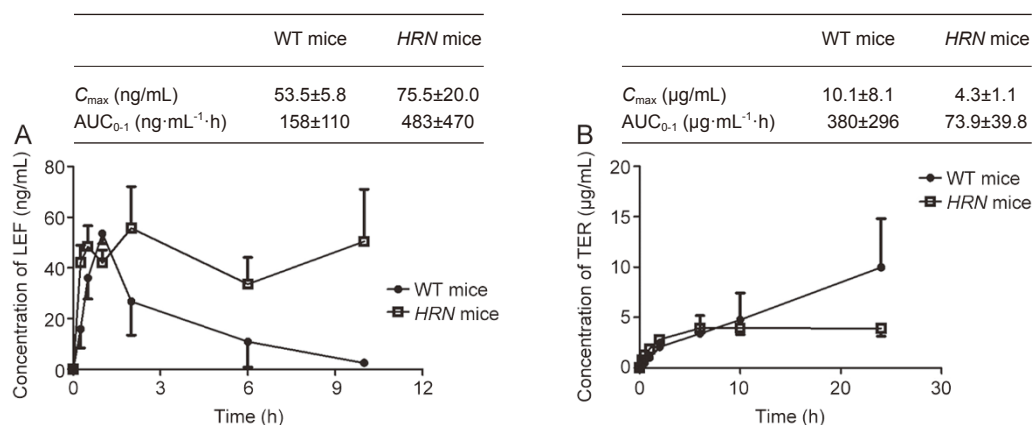 WT mice HRN mice
Cmax (ng/mL) 53.5±5.8 75.5±20.0
AUC0-1 (ng·mL-1·h) 158±110 483±470
A
Concentration of LEF (ng/mL)
80
60
40
20
0
0 3 6 9 12
Time (h)
WT mice
HRN mice
WT mice HRN mice
Cmax (µg/mL) 10.1±8.1 4.3±1.1
AUC0-1 (µg·mL-1·h) 380±296 73.9±39.8
B
Concentration of TER (µg/mL)
20
15
10
5
0
0 10 20 30
Time (h)
WT mice
HRN mice